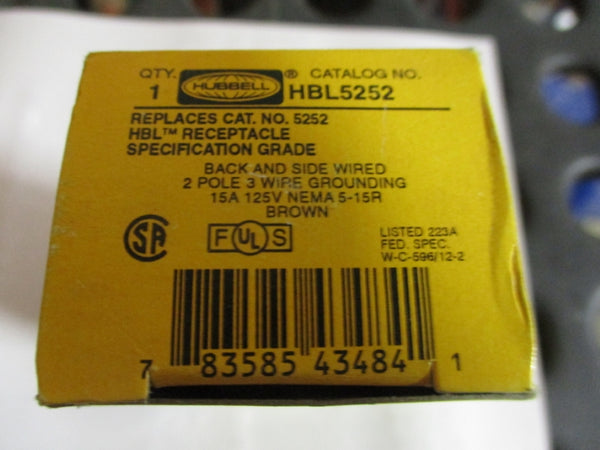 QTY. HUBBELL ® CATALOG NO.
1 HBL5252
REPLACES CAT. NO. 5252
HBL™ RECEPTACLE
SPECIFICATION GRADE
BACK AND SIDE WIRED
2 POLE 3 WIRE GROUNDING
15A 125V NEMA 5-15R
BROWN
SA F UL S LISTED 223A
FED. SPEC.
W-C-596/12-2
7 83585 43484 1